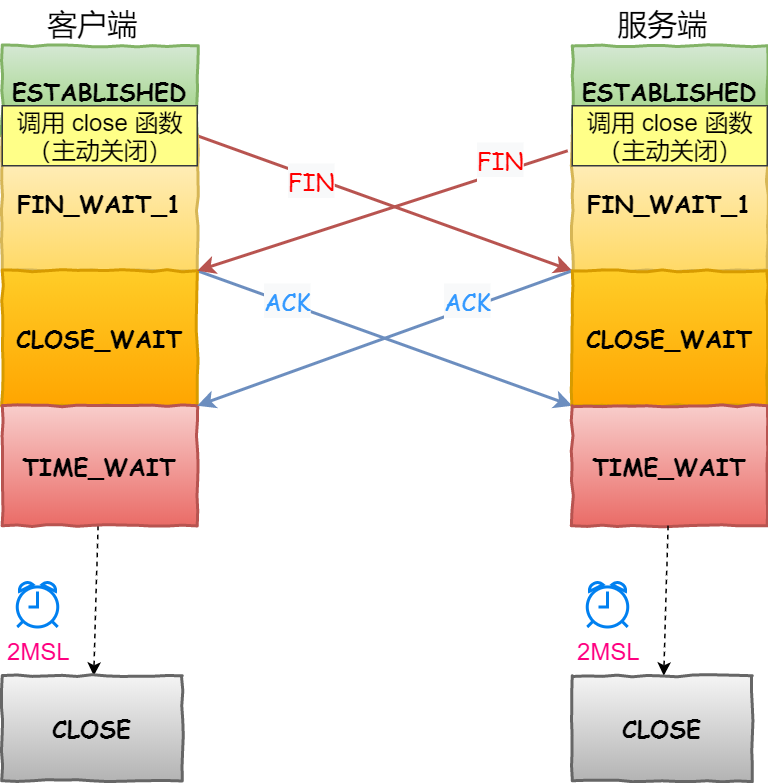 客户端
服务端
ESTABLISHED
ESTABLISHED
调用 close 函数
（主动关闭）
调用 close 函数
（主动关闭）
FIN
FIN
FIN_WAIT_1
FIN_WAIT_1
ACK
ACK
CLOSE_WAIT
CLOSE_WAIT
TIME_WAIT
TIME_WAIT
2MSL
2MSL
CLOSE
CLOSE